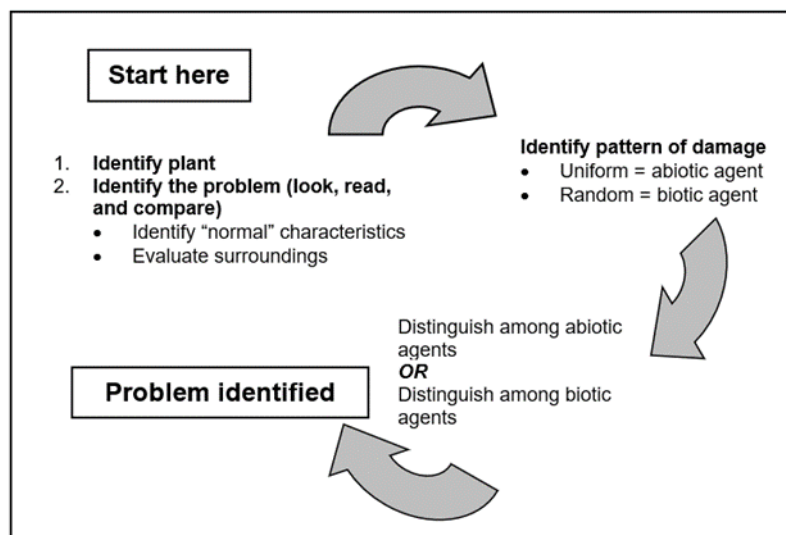 Start here
1. Identify plant
2. Identify the problem (look, read,
and compare)
• Identify “normal” characteristics
• Evaluate surroundings
Identify pattern of damage
• Uniform = abiotic agent
• Random = biotic agent
Distinguish among abiotic
agents
OR
Distinguish among biotic
agents
Problem identified